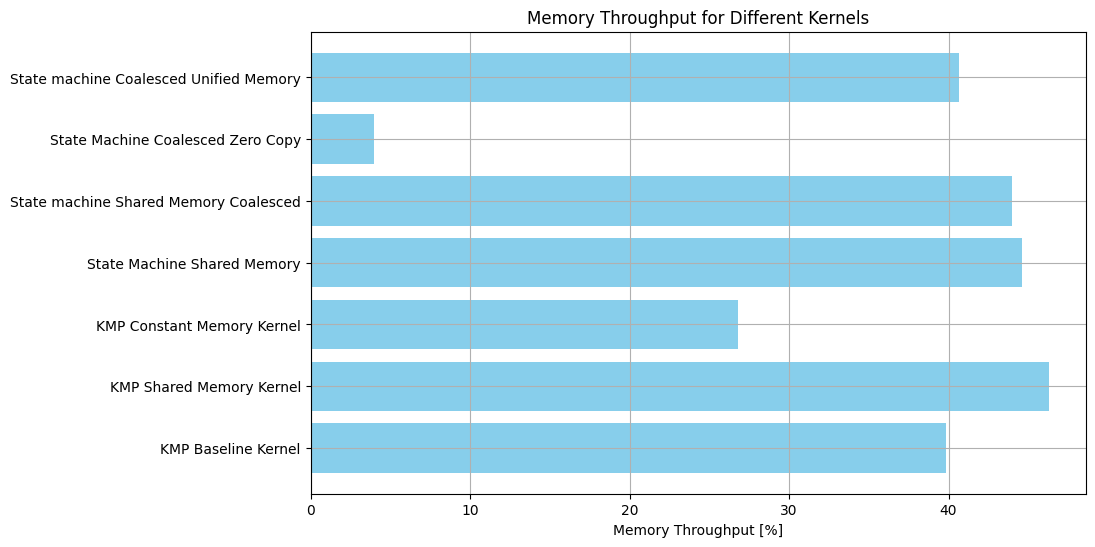 Memory Throughput for Different Kernels
State machine Coalesced Unified Memory
State Machine Coalesced Zero Copy
State machine Shared Memory Coalesced
State Machine Shared Memory
KMP Constant Memory Kernel
KMP Shared Memory Kernel
KMP Baseline Kernel
0 10 20 30 40
Memory Throughput [%]